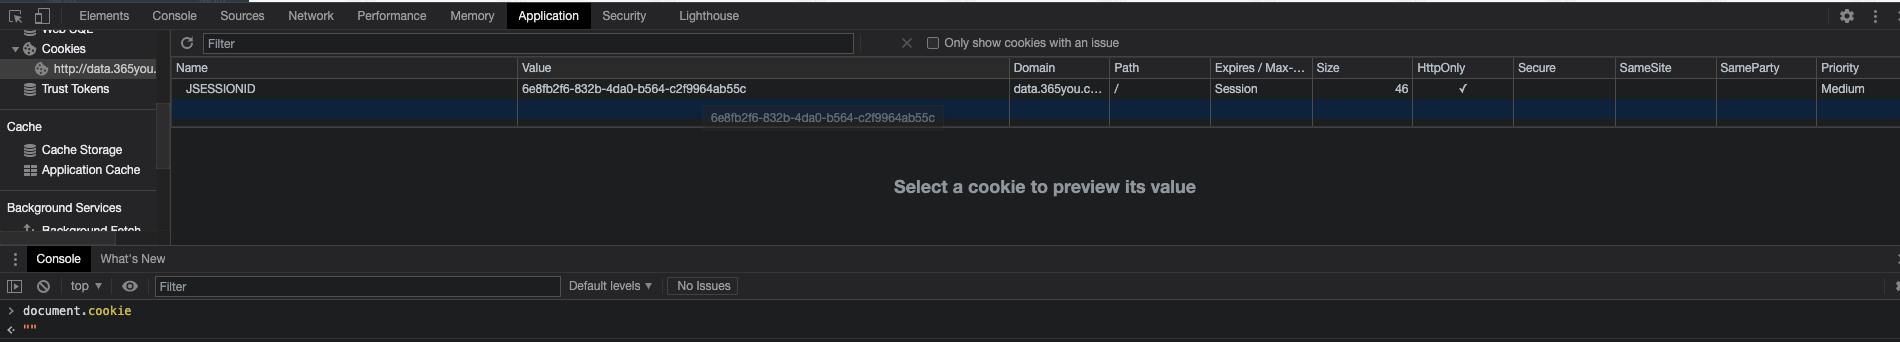 Elements Console Sources Network Performance Memory Application Security Lighthouse
Web SQL
Cookies
http://data.365you.
Trust Tokens
Cache
Cache Storage
Application Cache
Background Services
Background Fetch
Filter Only show cookies with an issue
Name Value Domain Path Expires / Max-... Size HttpOnly Secure SameSite SameParty Priority
JSESSIONID 6e8fb2f6-832b-4da0-b564-c2f9964ab55c data.365you.c... / Session 46 ✓ Medium
6e8fb2f6-832b-4da0-b564-c2f9964ab55c
Select a cookie to preview its value
Console What's New
top Filter Default levels No Issues
document.cookie
""